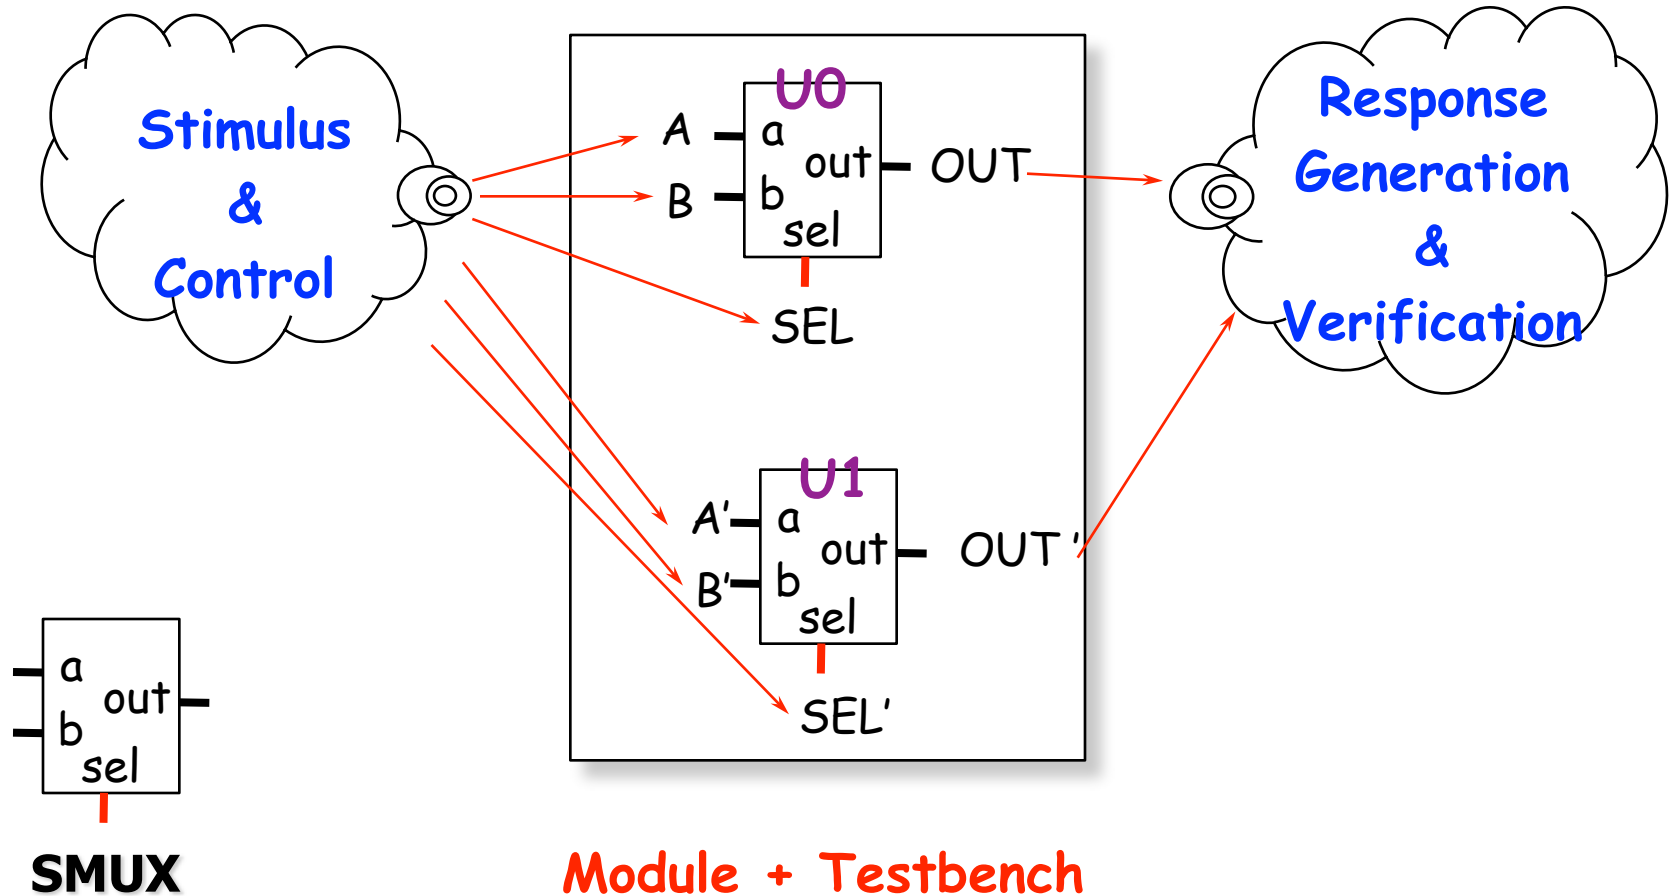 Stimulus
&
Control
U0
A
a
out
OUT
B
b
sel
SEL
Response
Generation
&
Verification
U1
A'
a
out
OUT '
B'
b
sel
SEL'
a
out
b
sel
SMUX
Module + Testbench